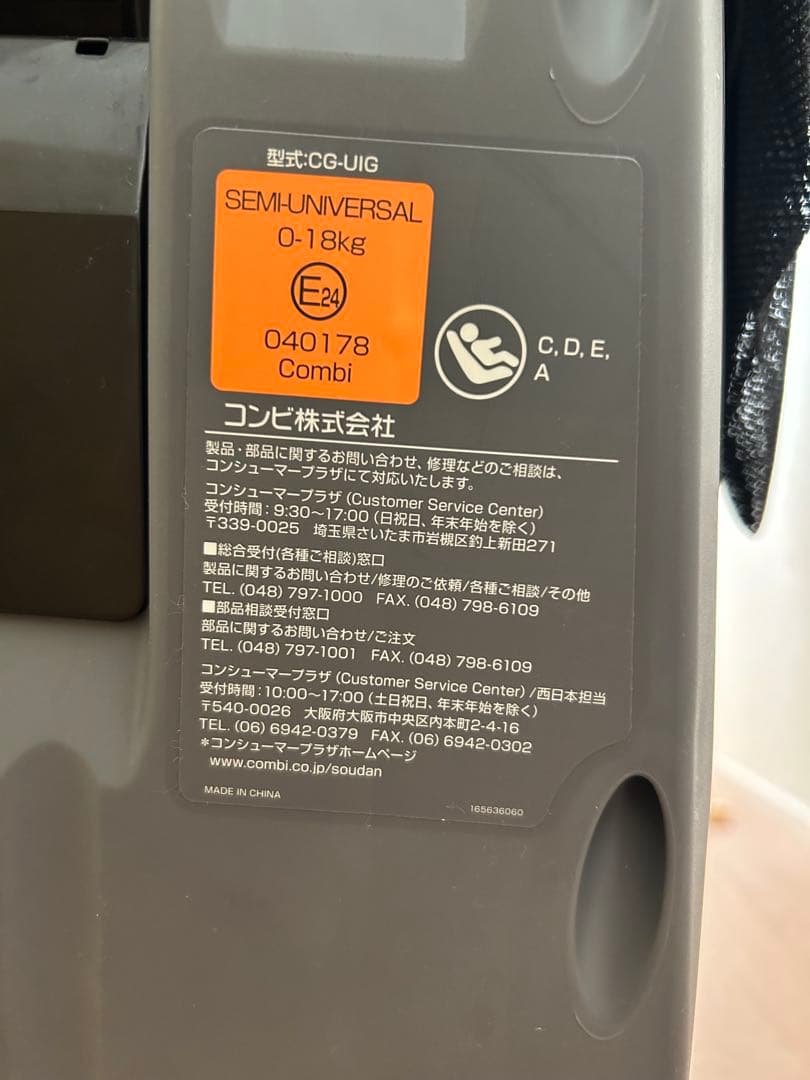 型式:CG-UIG
SEMI-UNIVERSAL
0-18kg
E24
040178
Combi
C, D, E,
A
コンビ株式会社
製品・部品に関するお問い合わせ、修理などのご相談は、
コンシューマープラザにて対応いたします。
コンシューマープラザ (Customer Service Center)
受付時間：9:30～17:00 (日祝日、年末年始を除く)
〒339-0025 埼玉県さいたま市岩槻区釣上新田271
■総合受付(各種ご相談)窓口
製品に関するお問い合わせ/修理のご依頼/各種ご相談/その他
TEL. (048) 797-1000 FAX. (048) 798-6109
■部品相談受付窓口
部品に関するお問い合わせ/ご注文
TEL. (048) 797-1001 FAX. (048) 798-6109
コンシューマープラザ (Customer Service Center) /西日本担当
受付時間：10:00～17:00 (土日祝日、年末年始を除く)
〒540-0026 大阪府大阪市中央区内本町2-4-16
TEL. (06) 6942-0379 FAX. (06) 6942-0302
*コンシューマープラザホームページ
www.combi.co.jp/soudan
MADE IN CHINA
165636060